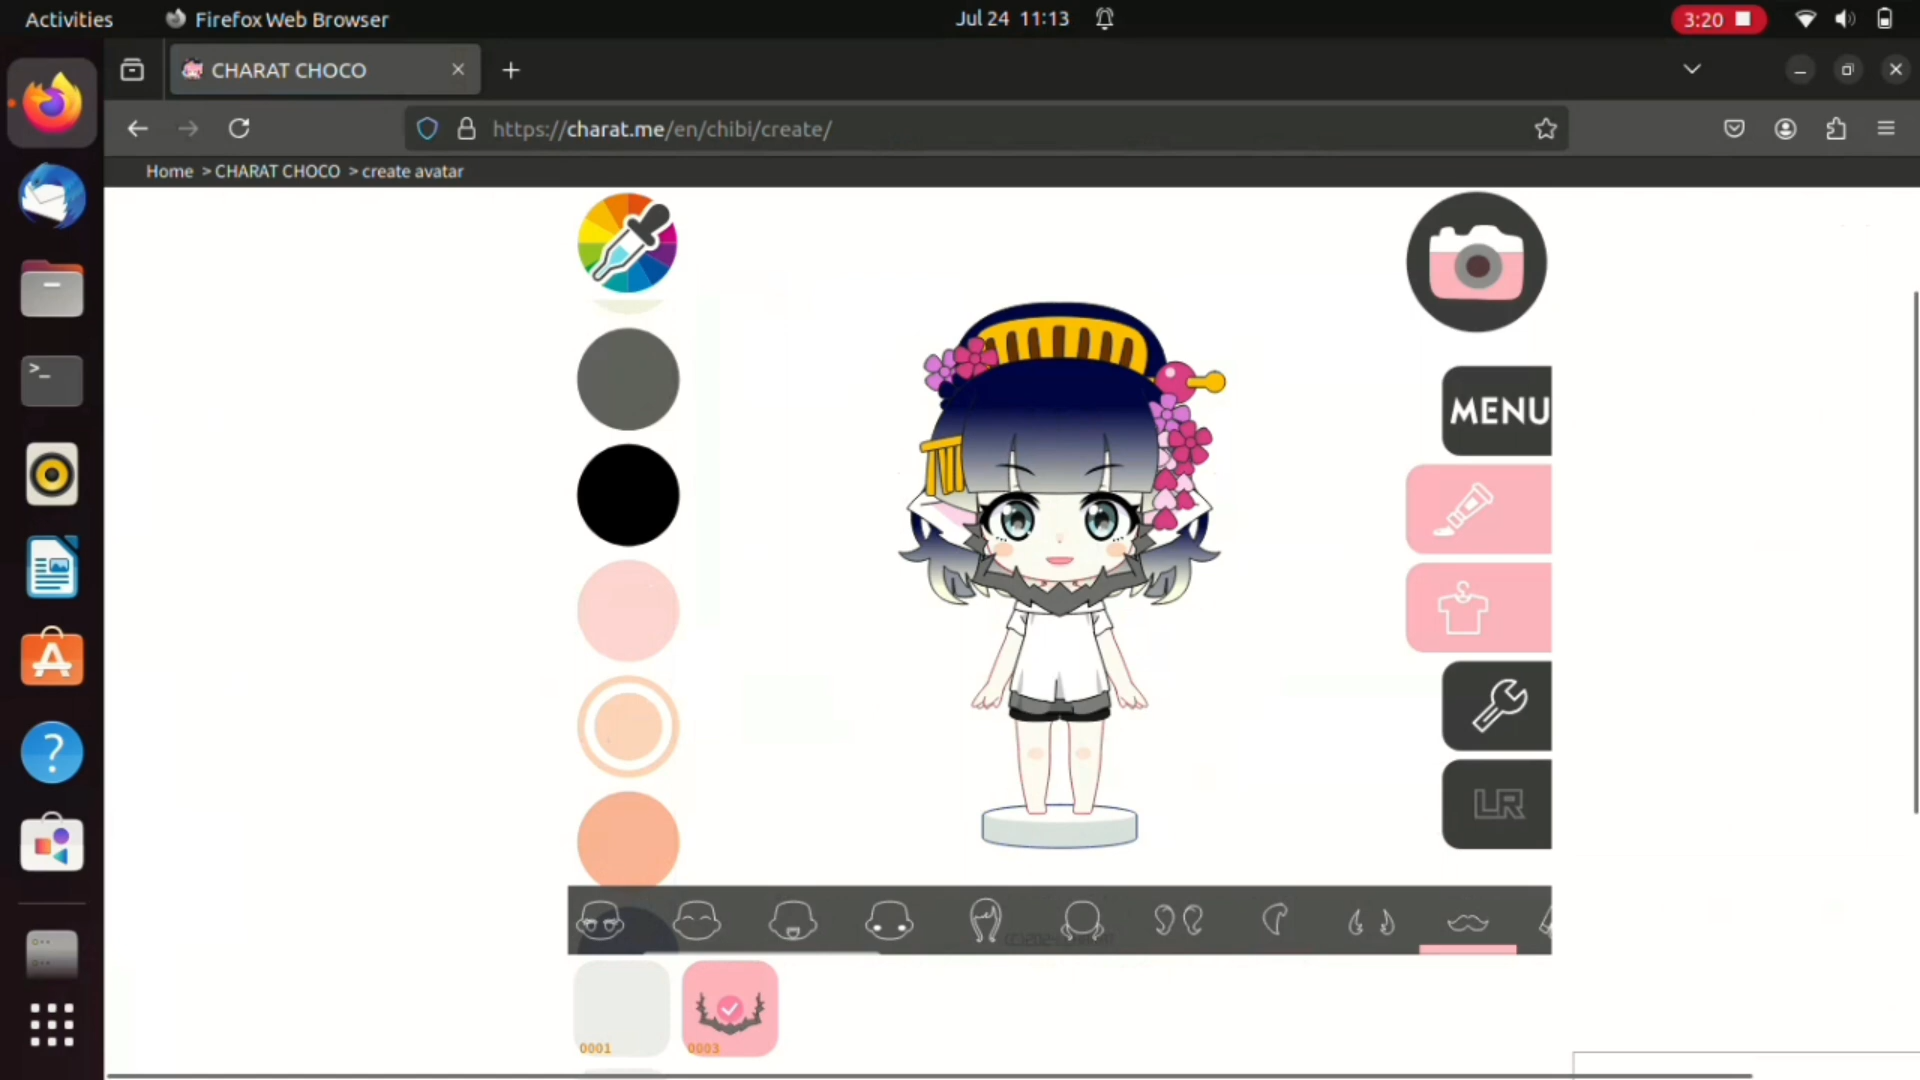 Activities
Firefox Web Browser
Jul 24 11:13
3:20
CHARAT CHOCO
https://charat.me/en/chibi/create/
Home > CHARAT CHOCO > create avatar
MENU
LR
0001
0003